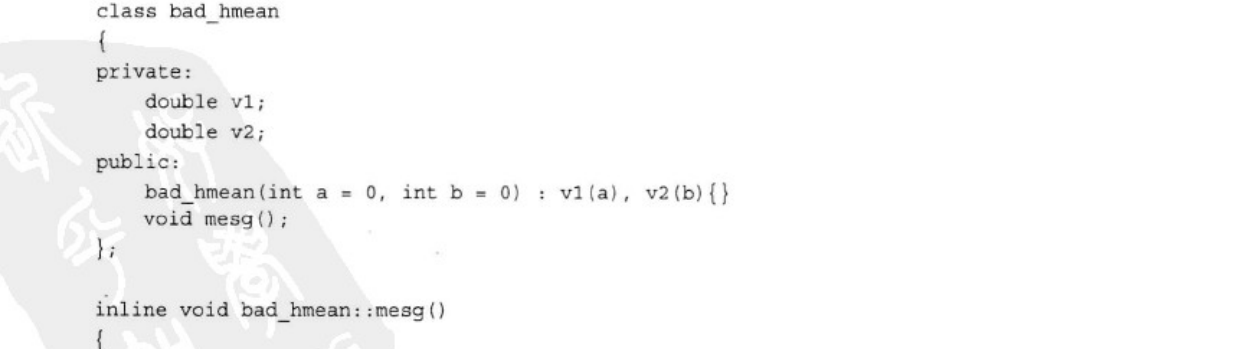 class bad_hmean
{
private:
    double v1;
    double v2;
public:
    bad_hmean(int a = 0, int b = 0) : v1(a), v2(b){}
    void mesg();
};
inline void bad_hmean::mesg()
{